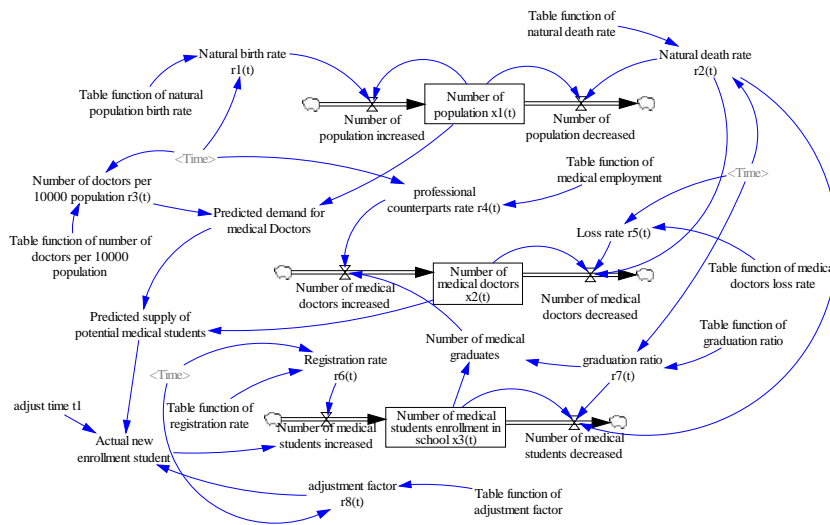 Table function of
natural death rate
Natural birth rate
r1(t)
Natural death rate
r2(t)
Table function of natural
population birth rate
Number of
population x1(t)
Number of
population increased
Number of
population decreased
<Time>
Number of doctors per
10000 population r3(t)
Table function of
medical employment
<Time>
professional
counterparts rate r4(t)
Predicted demand for
medical Doctors
Table function of number of
doctors per 10000
population
Loss rate r5(t)
Number of
medical doctors
x2(t)
Number of medical
doctors increased
Number of medical
doctors decreased
Table function of medical
doctors loss rate
Predicted supply of
potential medical students
Number of medical
graduates
Table function of
graduation ratio
<Time>
Registration rate
r6(t)
graduation ratio
r7(t)
adjust time t1
Table function of
registration rate
Number of medical
students enrollment in
school x3(t)
Number of medical
students increased
Number of medical
students decreased
Actual new
enrollment student
adjustment factor
r8(t)
Table function of
adjustment factor